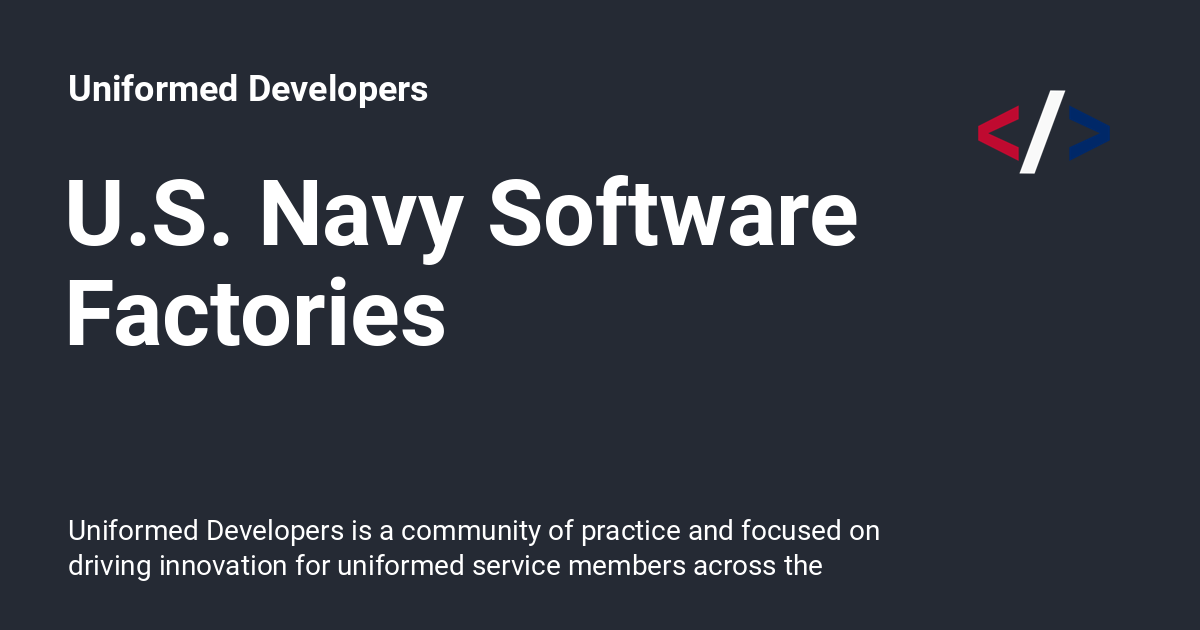 Uniformed Developers
</>
U.S. Navy Software
Factories
Uniformed Developers is a community of practice and focused on
driving innovation for uniformed service members across the